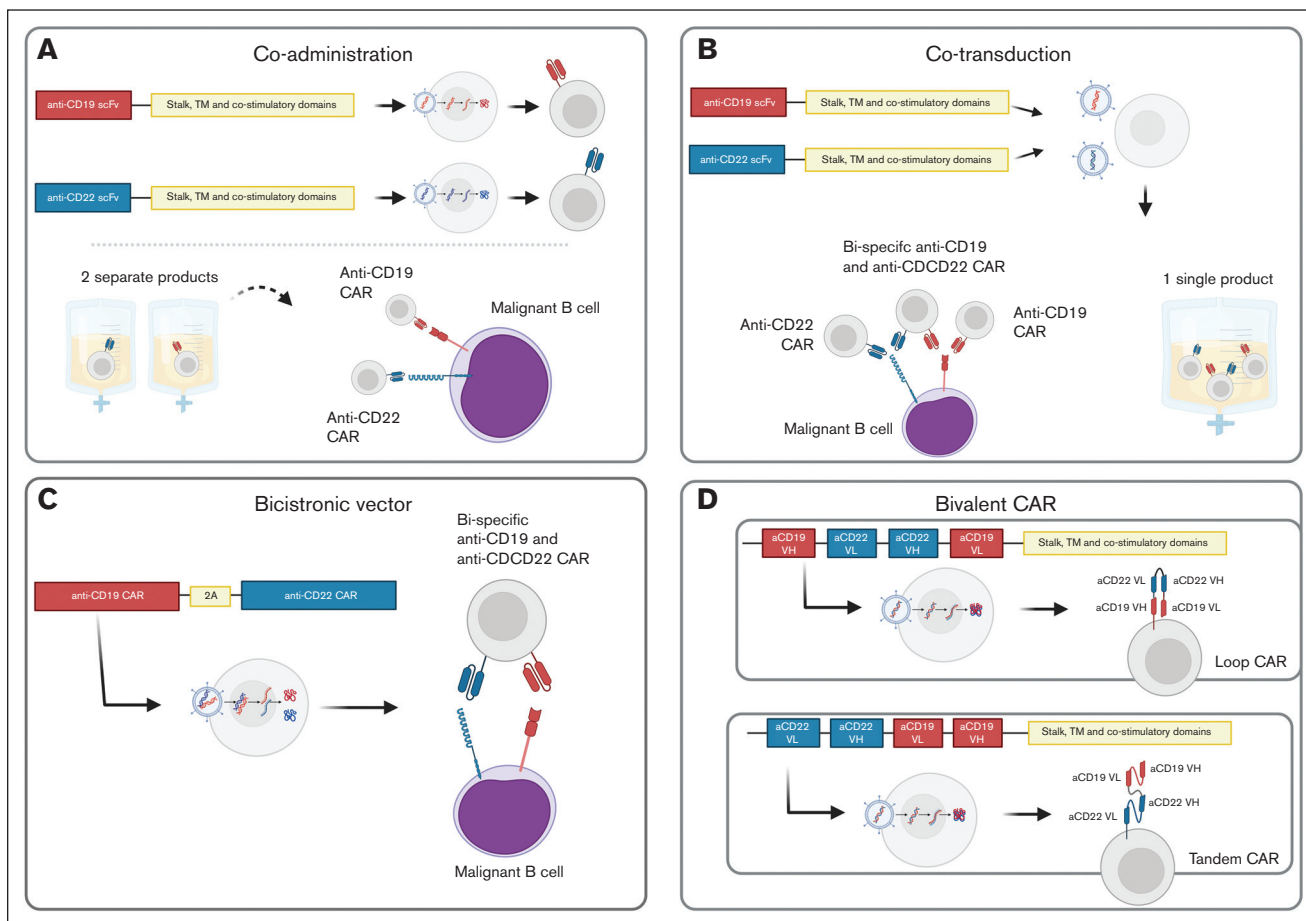 A
Co-administration
anti-CD19 scFv
Stalk, TM and co-stimulatory domains
anti-CD22 scFv
Stalk, TM and co-stimulatory domains
2 separate products
Anti-CD19
CAR
Malignant B cell
Anti-CD22
CAR
B
Co-transduction
anti-CD19 scFv
Stalk, TM and co-stimulatory domains
anti-CD22 scFv
Stalk, TM and co-stimulatory domains
Bi-specifc anti-CD19
and anti-CDCD22 CAR
1 single product
Anti-CD22
CAR
Anti-CD19
CAR
Malignant B cell
C
Bicistronic vector
Bi-specific
anti-CD19 and
anti-CDCD22 CAR
anti-CD19 CAR
2A
anti-CD22 CAR
Malignant B cell
D
Bivalent CAR
aCD19
VH
aCD22
VL
aCD22
VH
aCD19
VL
Stalk, TM and co-stimulatory domains
aCD22 VL
aCD22 VH
aCD19 VH
aCD19 VL
Loop CAR
aCD22
VL
aCD22
VH
aCD19
VL
aCD19
VH
Stalk, TM and co-stimulatory domains
aCD19 VH
aCD19 VL
aCD22 VH
aCD22 VL
Tandem CAR